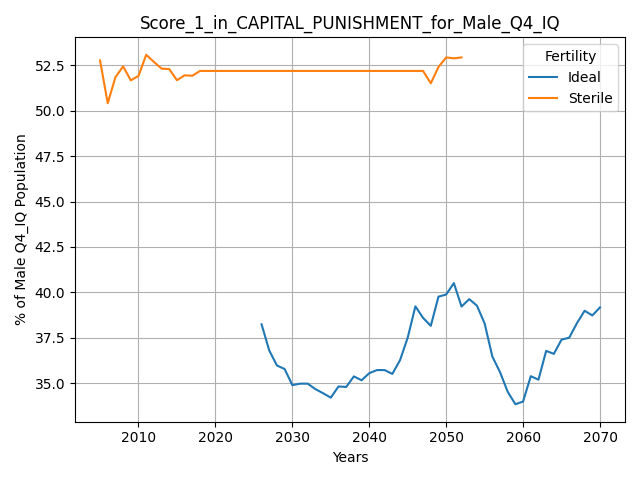 Score_1_in_CAPITAL_PUNISHMENT_for_Male_Q4_IQ
Fertility
Ideal
Sterile
% of Male Q4_IQ Population
52.5
50.0
47.5
45.0
42.5
40.0
37.5
35.0
2010 2020 2030 2040 2050 2060 2070
Years